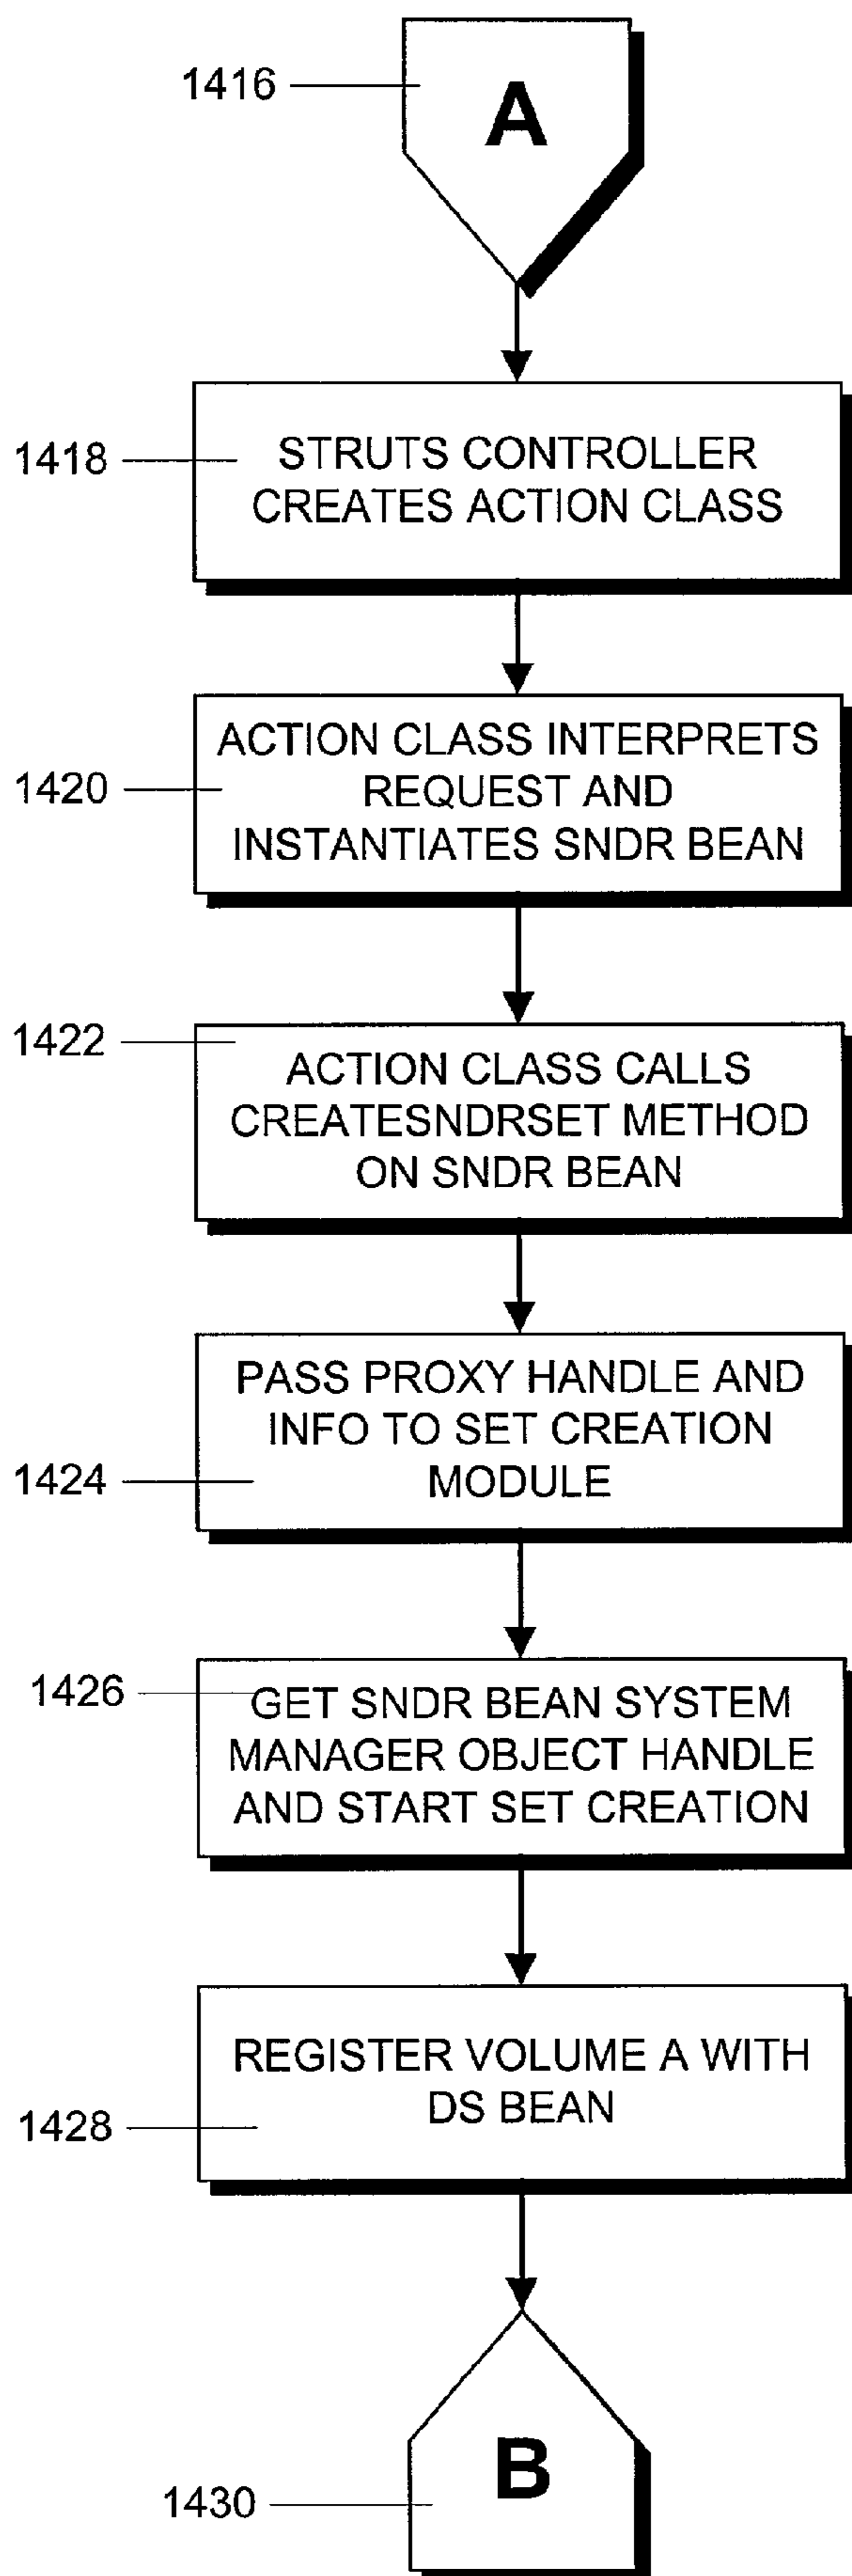 1416
A
1418
STRUTS CONTROLLER
CREATES ACTION CLASS
1420
ACTION CLASS INTERPRETS
REQUEST AND
INSTANTIATES SNDR BEAN
1422
ACTION CLASS CALLS
CREATESNDRSET METHOD
ON SNDR BEAN
1424
PASS PROXY HANDLE AND
INFO TO SET CREATION
MODULE
1426
GET SNDR BEAN SYSTEM
MANAGER OBJECT HANDLE
AND START SET CREATION
1428
REGISTER VOLUME A WITH
DS BEAN
1430
B